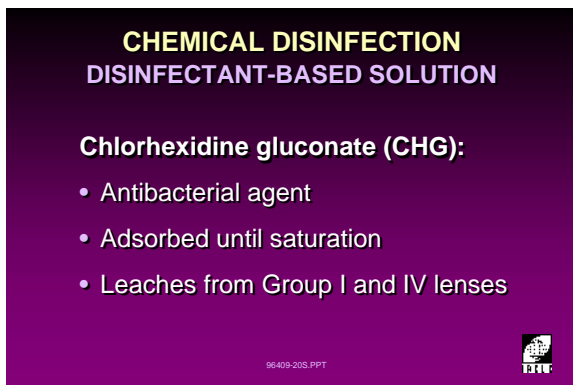 CHEMICAL DISINFECTION
DISINFECTANT-BASED SOLUTION
Chlorhexidine gluconate (CHG):
• Antibacterial agent
• Adsorbed until saturation
• Leaches from Group I and IV lenses
96409-20S.PPT